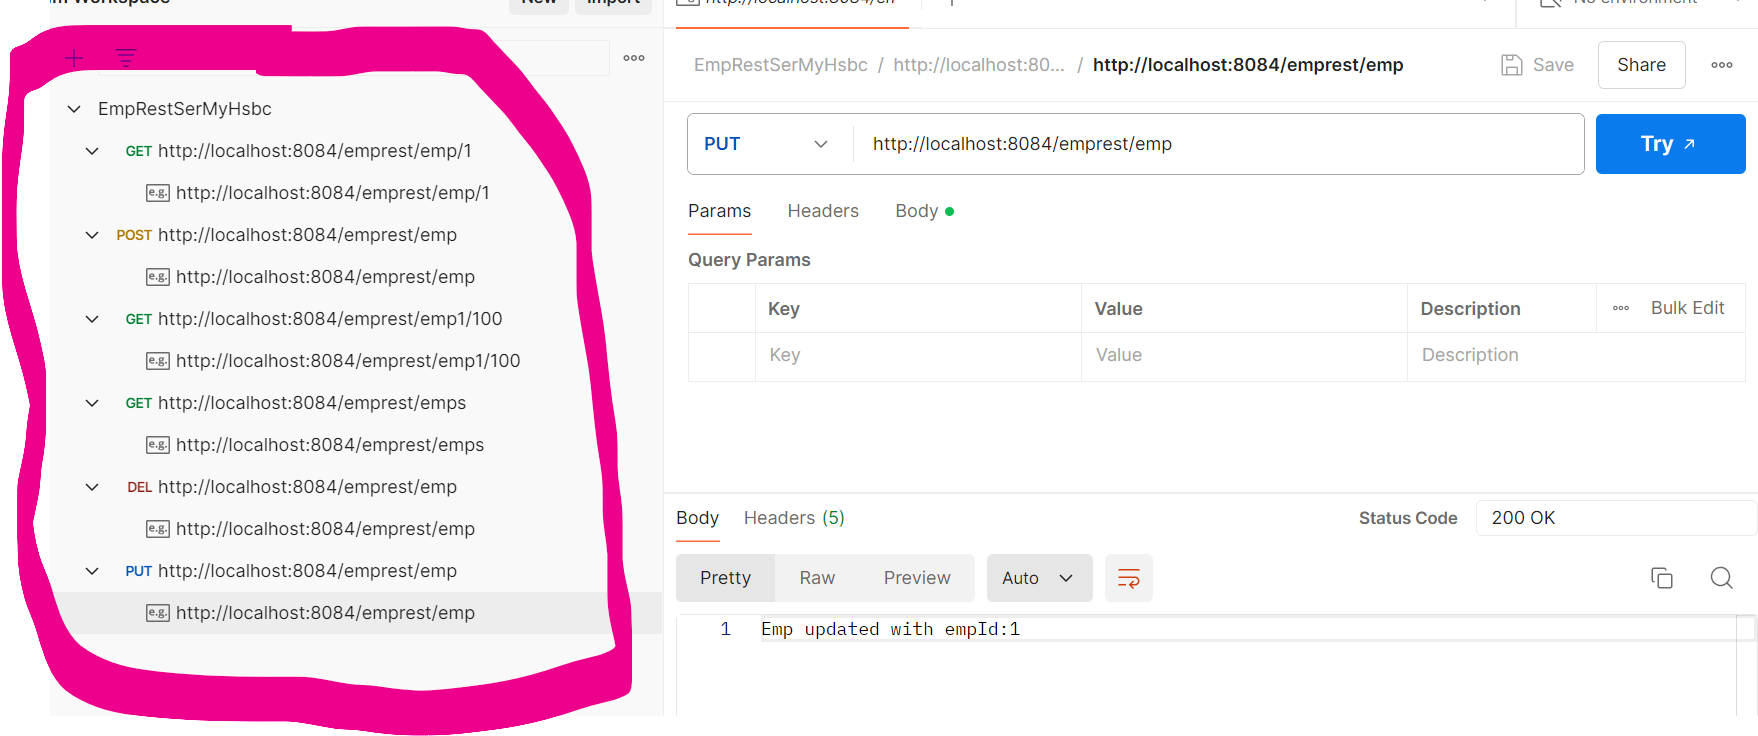 Workspace
New
Import
EmpRestSerMyHsbc
GET http://localhost:8084/emprest/emp/1
e.g. http://localhost:8084/emprest/emp/1
POST http://localhost:8084/emprest/emp
e.g. http://localhost:8084/emprest/emp
GET http://localhost:8084/emprest/emp1/100
e.g. http://localhost:8084/emprest/emp1/100
GET http://localhost:8084/emprest/emps
e.g. http://localhost:8084/emprest/emps
DEL http://localhost:8084/emprest/emp
e.g. http://localhost:8084/emprest/emp
PUT http://localhost:8084/emprest/emp
e.g. http://localhost:8084/emprest/emp
No environment
EmpRestSerMyHsbc / http://localhost:80... / http://localhost:8084/emprest/emp
Save
Share
PUT http://localhost:8084/emprest/emp
Try
Params Headers Body
Query Params
Key Value Description Bulk Edit
Key Value Description
Body Headers (5) Status Code 200 OK
Pretty Raw Preview Auto
1 Emp updated with empId:1